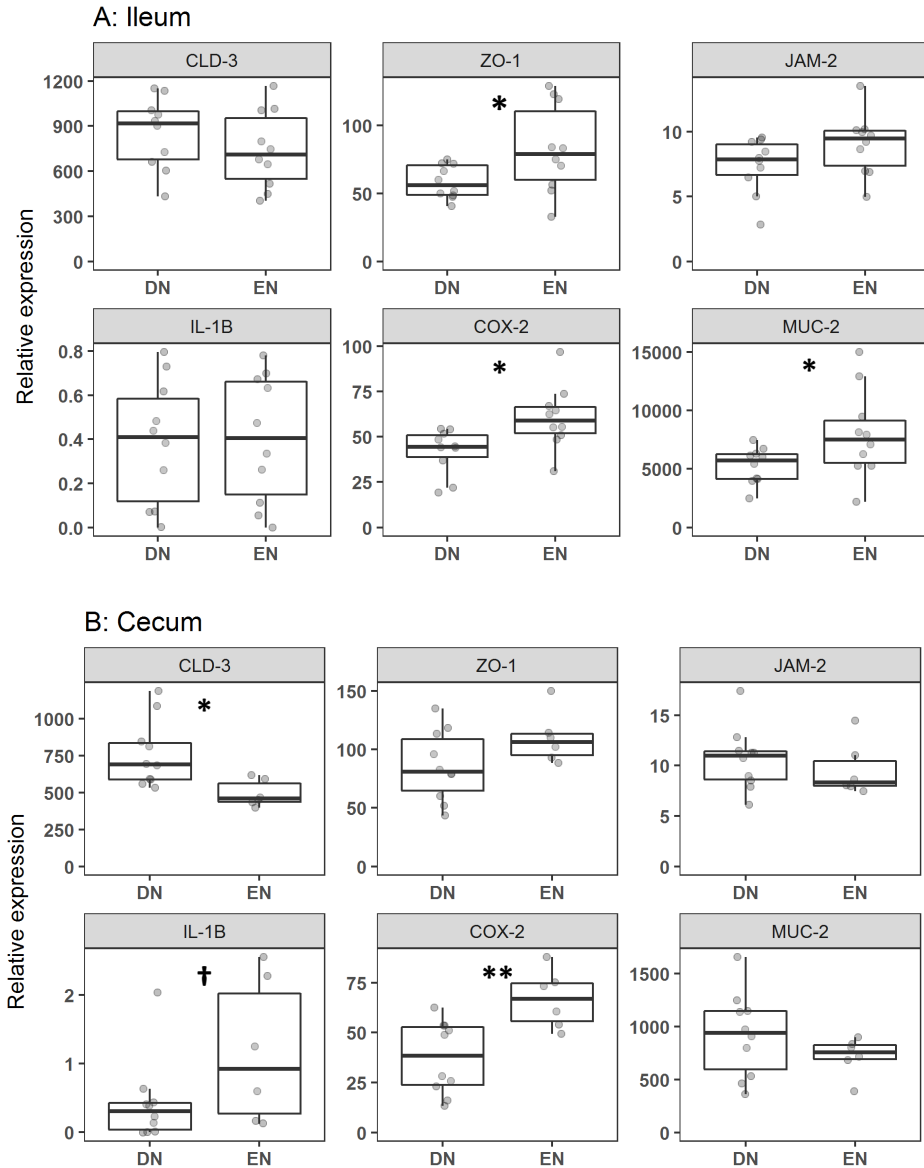 A: Ileum
CLD-3 ZO-1 JAM-2
Relative expression
1200 900 600 300 0
*
100 50 0
10 5 0
DN EN DN EN DN EN
IL-1B COX-2 MUC-2
0.8 0.6 0.4 0.2 0.0
*
100 75 50 25 0
*
15000 10000 5000 0
DN EN DN EN DN EN
B: Cecum
CLD-3 ZO-1 JAM-2
Relative expression
*
1000 750 500 250 0
150 100 50 0
15 10 5 0
DN EN DN EN DN EN
IL-1B COX-2 MUC-2
†
2 1 0
**
75 50 25 0
1500 1000 500 0
DN EN DN EN DN EN